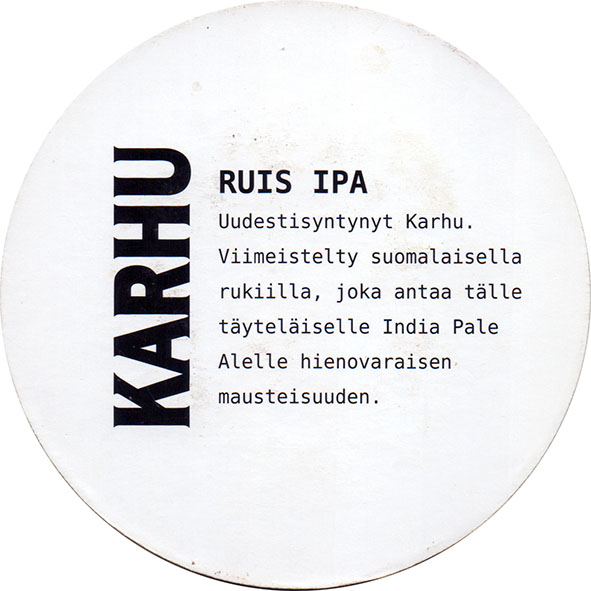 KARHU
RUIS IPA
Uudestisyntynyt Karhu.
Viimeistelty suomalaisella
rukiilla, joka antaa tälle
täyteläiselle India Pale
Alelle hienovaraisen
mausteisuuden.